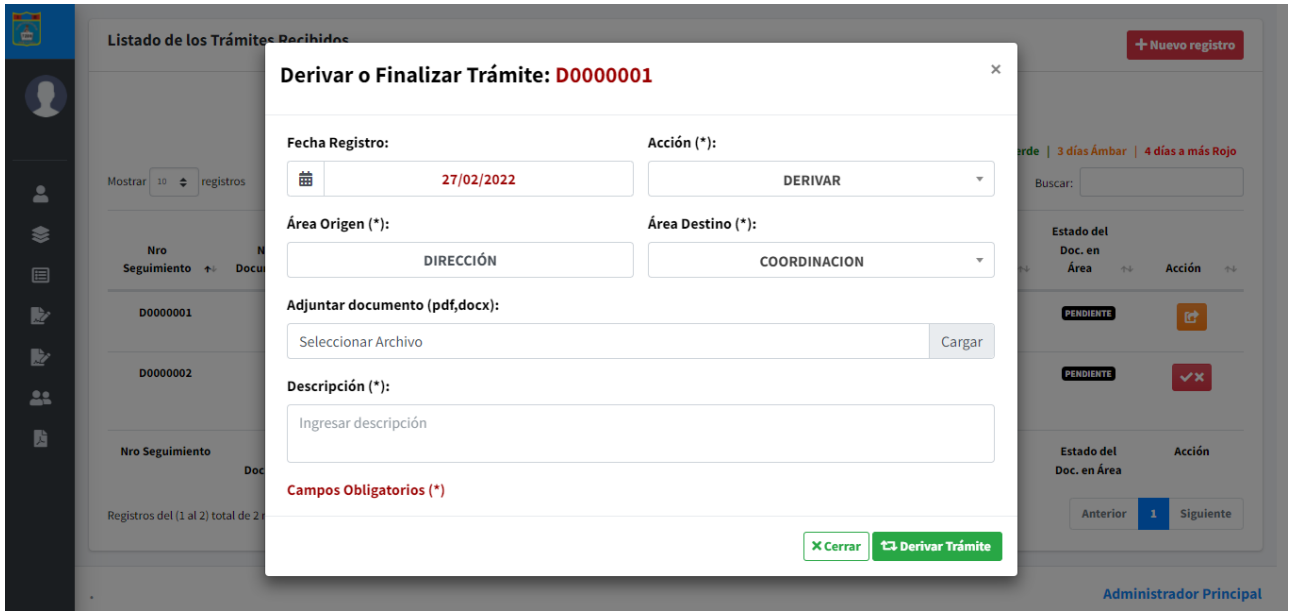 Listado de los Trámites Recibidos
+ Nuevo registro
Derivar o Finalizar Trámite: D0000001
×
Fecha Registro:
Acción (*):
27/02/2022
DERIVAR
| 3 días Ámbar | 4 días a más Rojo
Mostrar 10 registros
Buscar:
Área Origen (*):
Área Destino (*):
DIRECCIÓN
COORDINACION
Nro Seguimiento
Estado del Doc. en Área
Acción
Adjuntar documento (pdf,docx):
Seleccionar Archivo
Cargar
D0000001
PENDIENTE
Descripción (*):
Ingresar descripción
D0000002
PENDIENTE
Nro Seguimiento
Estado del Doc. en Área
Acción
Campos Obligatorios (*)
Registros del (1 al 2) total de 2
Anterior 1 Siguiente
Cerrar
Derivar Trámite
.
Administrador Principal